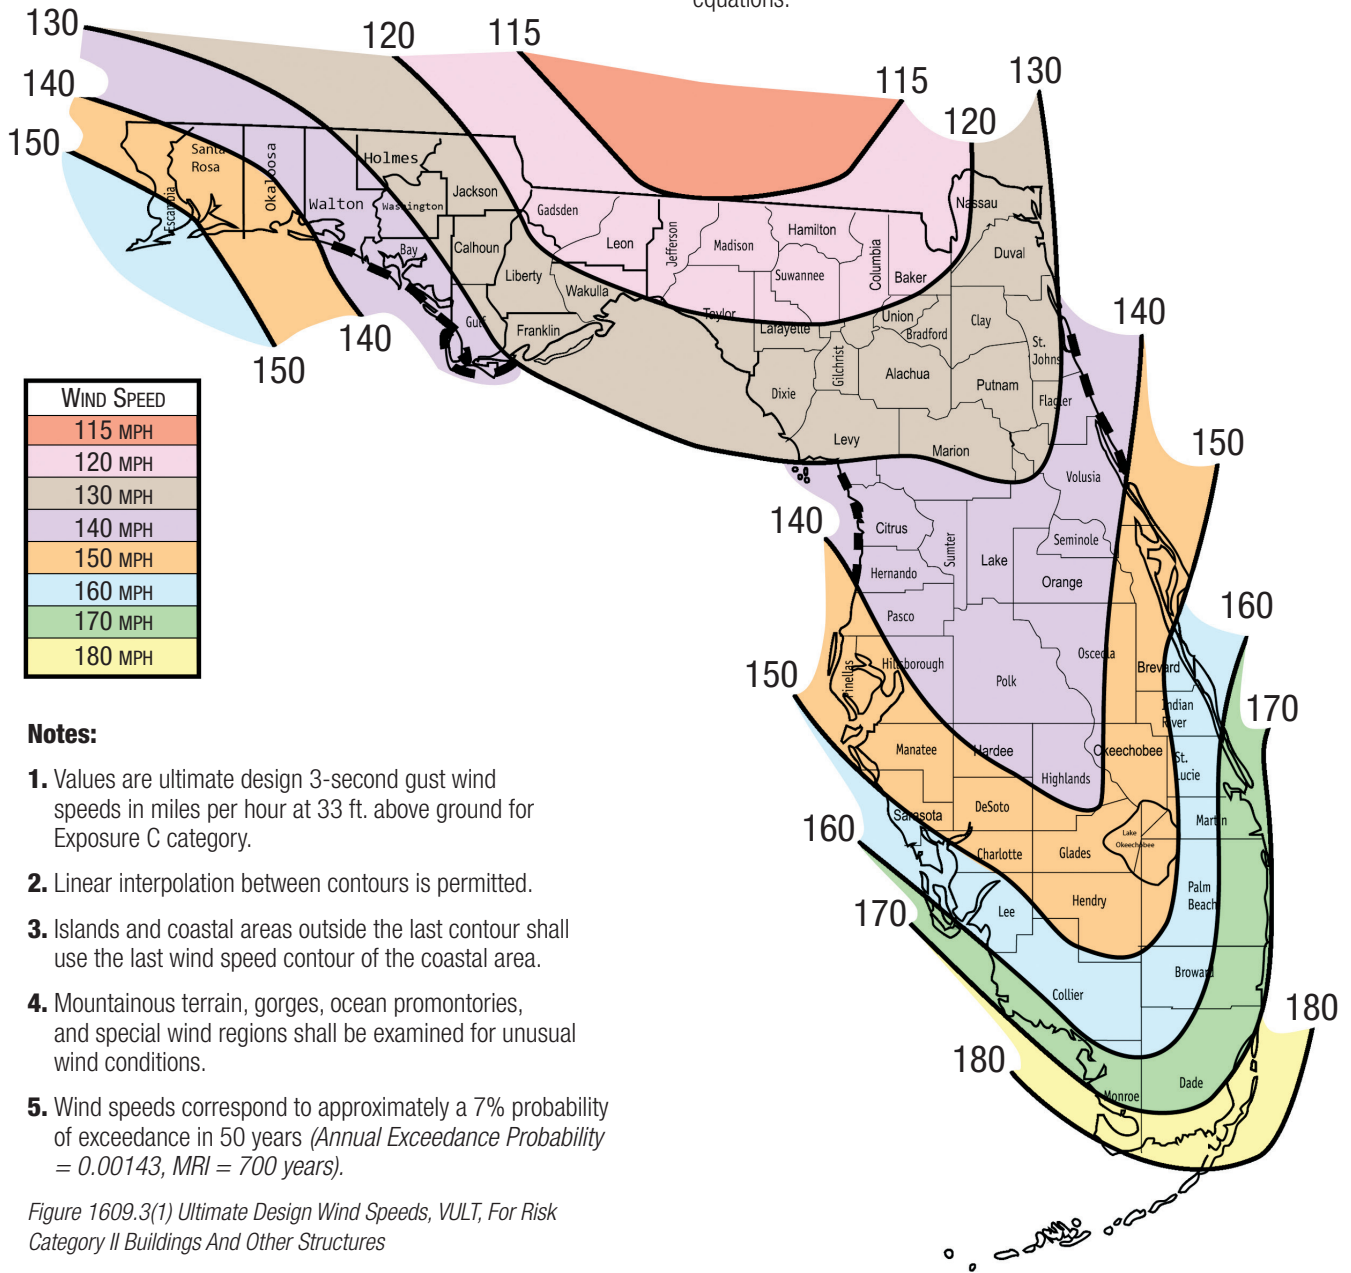 equations.
130
120
115
115
130
120
140
150
Santa
Rosa
Escambia
Okaloosa
Walton
Holmes
Washington
Jackson
Bay
Calhoun
Gulf
Liberty
Franklin
Gadsden
Leon
Wakulla
Jefferson
Madison
Taylor
Hamilton
Suwannee
Lafayette
Columbia
Baker
Nassau
Duval
Union
Bradford
Clay
St.
Johns
Gilchrist
Alachua
Putnam
Flagler
Dixie
Levy
Marion
140
150
140
150
Volusia
140
Citrus
Sumter
Lake
Seminole
Hernando
Orange
Pasco
160
Pinellas
Hillsborough
Polk
Osceola
Brevard
150
Indian
River
170
Manatee
Hardee
Okeechobee
St.
Lucie
Highlands
DeSoto
Sarasota
Martin
160
Charlotte
Glades
Lake
Okeechobee
Hendry
Palm
Beach
Lee
170
Broward
Collier
180
180
Dade
Monroe
WIND SPEED
115 MPH
120 MPH
130 MPH
140 MPH
150 MPH
160 MPH
170 MPH
180 MPH
Notes:
1. Values are ultimate design 3-second gust wind
speeds in miles per hour at 33 ft. above ground for
Exposure C category.
2. Linear interpolation between contours is permitted.
3. Islands and coastal areas outside the last contour shall
use the last wind speed contour of the coastal area.
4. Mountainous terrain, gorges, ocean promontories,
and special wind regions shall be examined for unusual
wind conditions.
5. Wind speeds correspond to approximately a 7% probability
of exceedance in 50 years (Annual Exceedance Probability
= 0.00143, MRI = 700 years).
Figure 1609.3(1) Ultimate Design Wind Speeds, VULT, For Risk
Category II Buildings And Other Structures